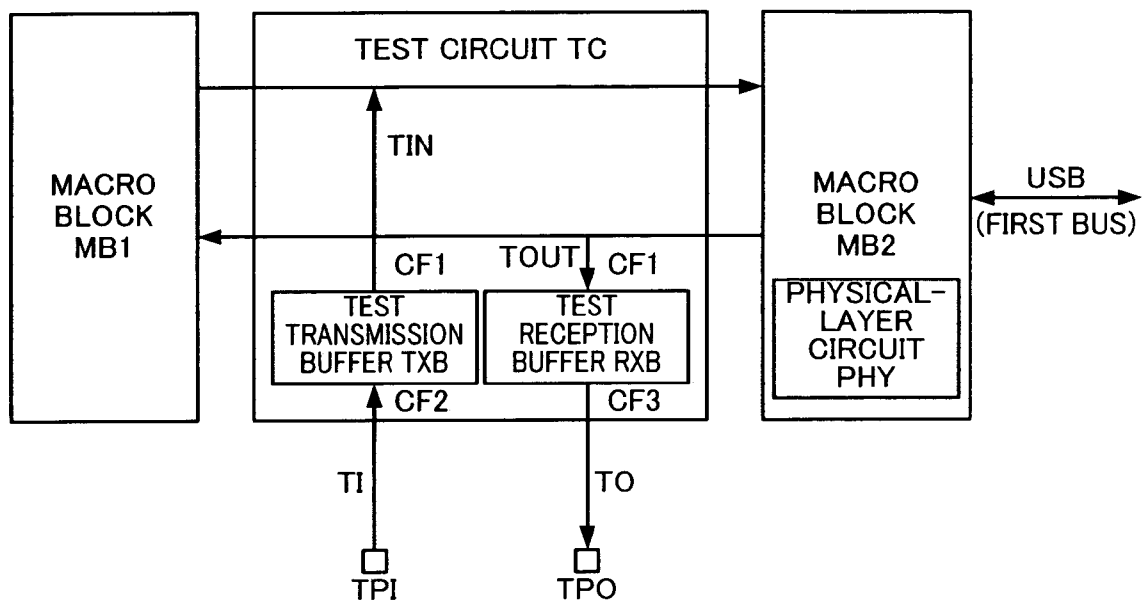 TEST CIRCUIT TC
TIN
MACRO
BLOCK
MB1
MACRO
BLOCK
MB2
USB
(FIRST BUS)
CF1
TOUT
CF1
TEST
TRANSMISSION
BUFFER TXB
TEST
RECEPTION
BUFFER RXB
PHYSICAL-
LAYER
CIRCUIT
PHY
CF2
CF3
TI
TO
TPI
TPO